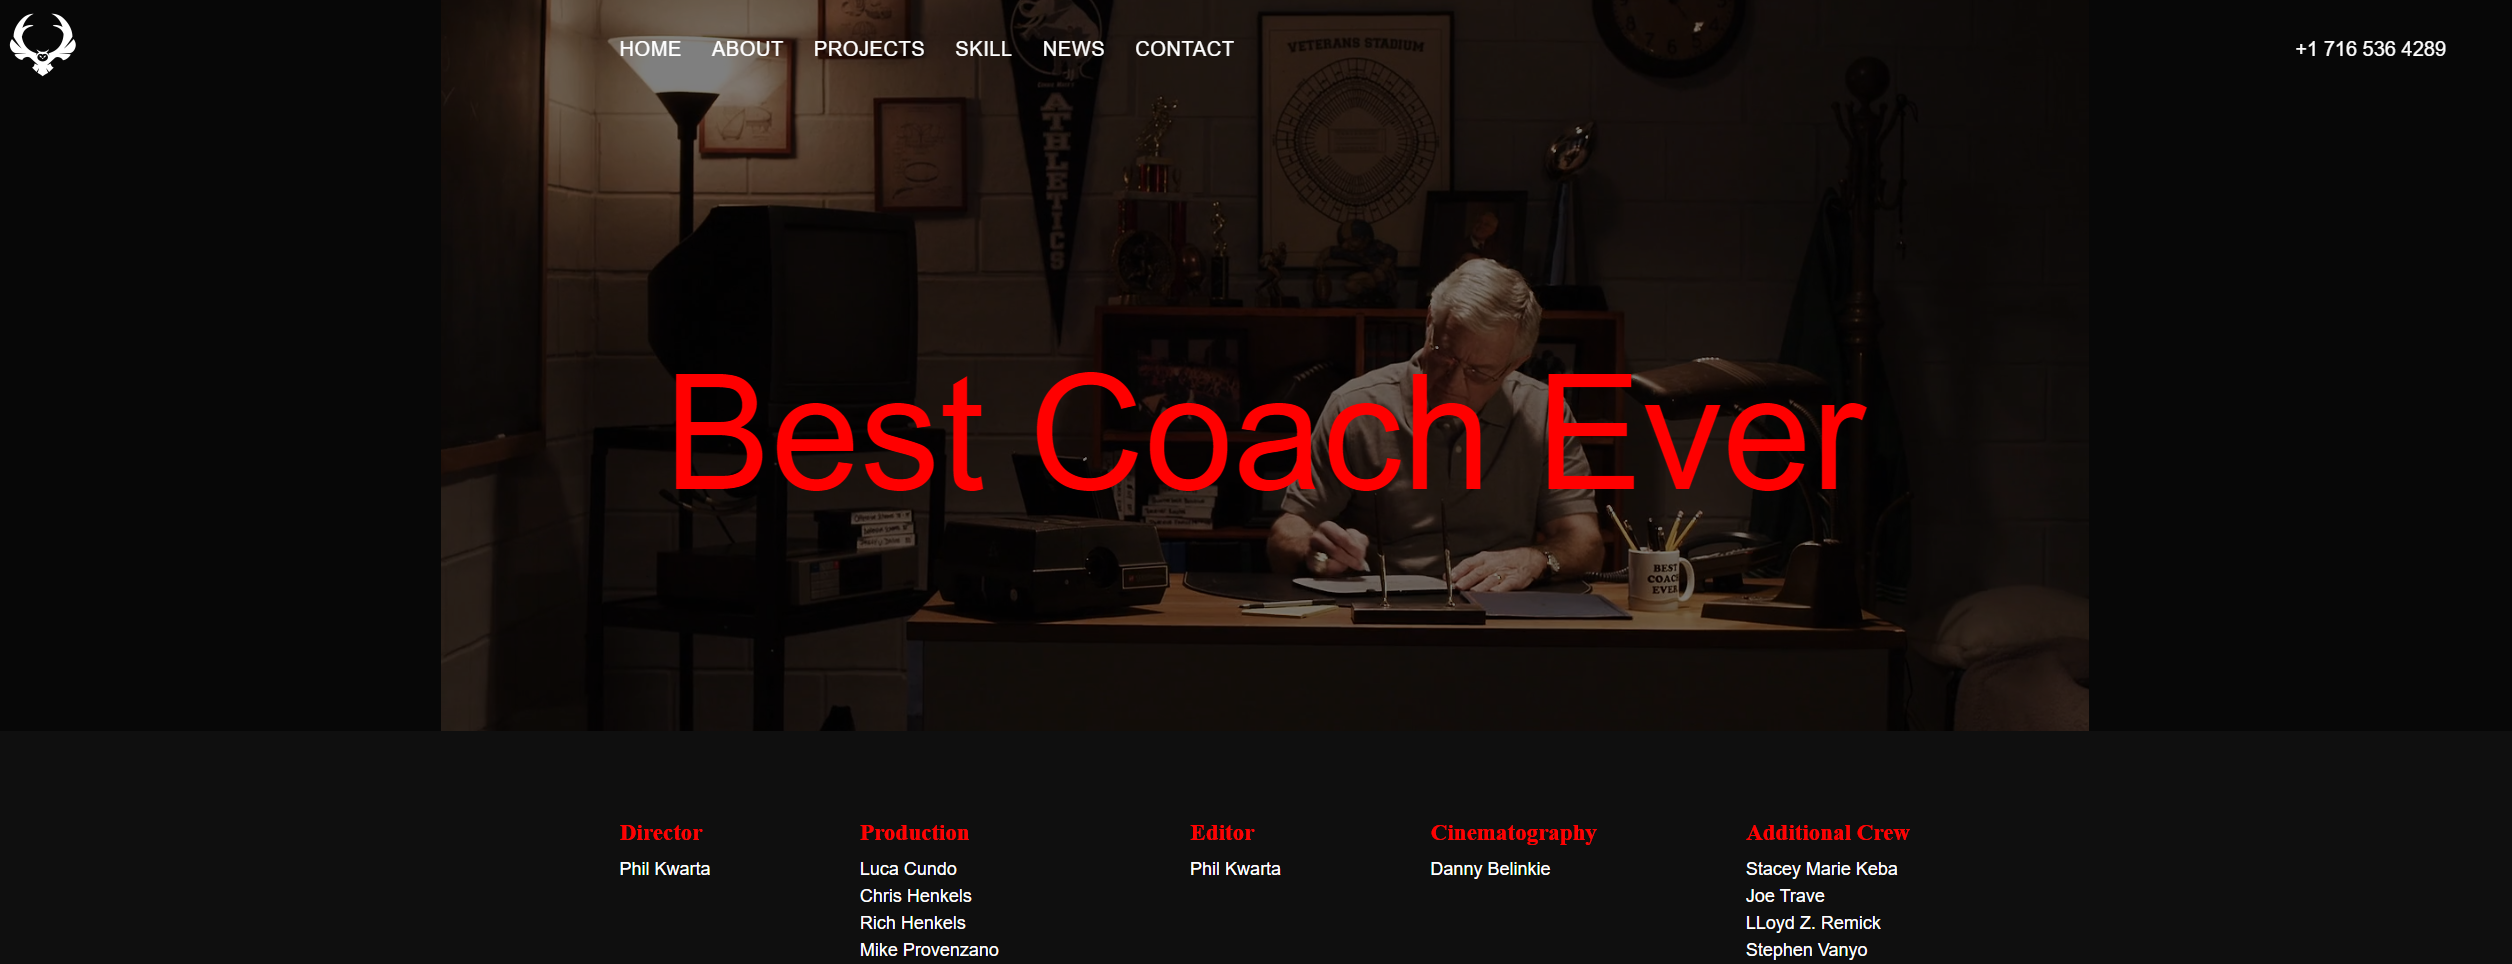 HOME ABOUT PROJECTS SKILL NEWS CONTACT
+1 716 536 4289
VETERANS STADIUM
ATHLETICS
Best Coach Ever
BEST
COACH
EVER
Director
Phil Kwarta
Production
Luca Cundo
Chris Henkels
Rich Henkels
Mike Provenzano
Editor
Phil Kwarta
Cinematography
Danny Belinkie
Additional Crew
Stacey Marie Keba
Joe Trave
LLoyd Z. Remick
Stephen Vanyo